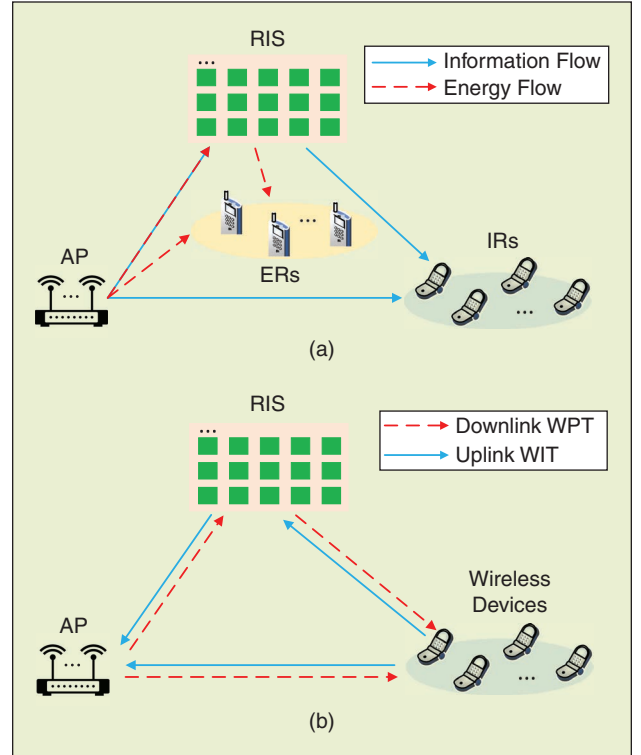 RIS
...
Information Flow
Energy Flow
AP
...
...
ERs
IRs
...
(a)
RIS
...
Downlink WPT
Uplink WIT
Wireless
Devices
AP
...
...
(b)